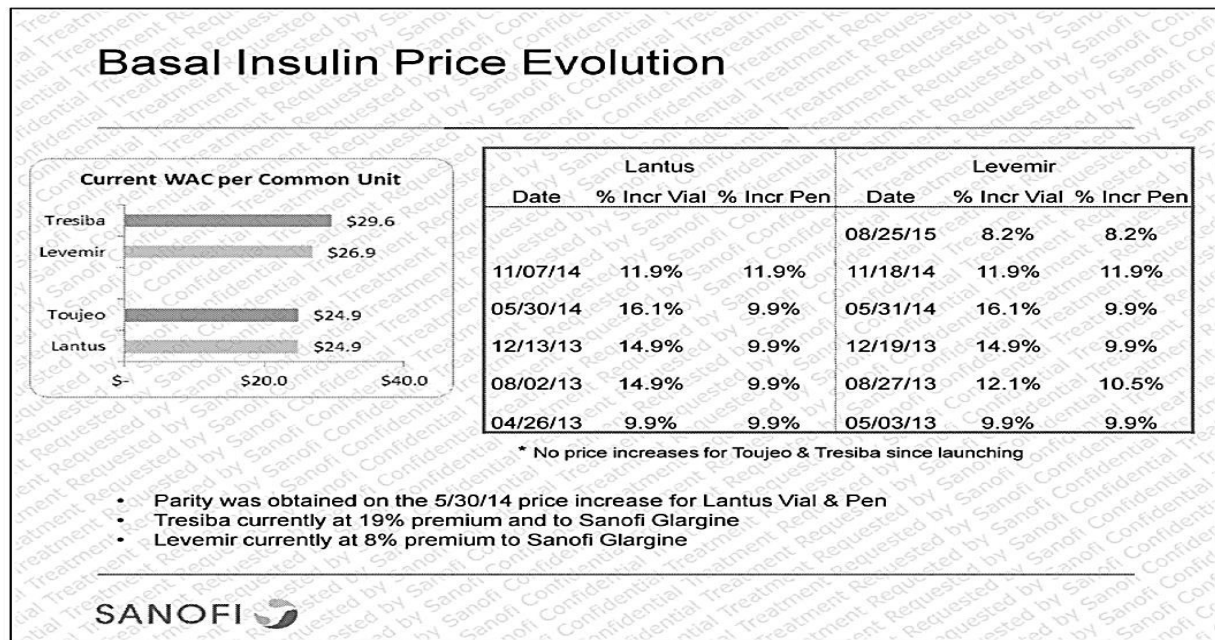 Basal Insulin Price Evolution
Current WAC per Common Unit
Tresiba $29.6
Levemir $26.9
Toujeo $24.9
Lantus $24.9
$- $20.0 $40.0
Lantus Levemir
Date % Incr Vial % Incr Pen Date % Incr Vial % Incr Pen
08/25/15 8.2% 8.2%
11/07/14 11.9% 11.9% 11/18/14 11.9% 11.9%
05/30/14 16.1% 9.9% 05/31/14 16.1% 9.9%
12/13/13 14.9% 9.9% 12/19/13 14.9% 9.9%
08/02/13 14.9% 9.9% 08/27/13 12.1% 10.5%
04/26/13 9.9% 9.9% 05/03/13 9.9% 9.9%
* No price increases for Toujeo & Tresiba since launching
• Parity was obtained on the 5/30/14 price increase for Lantus Vial & Pen
• Tresiba currently at 19% premium and to Sanofi Glargine
• Levemir currently at 8% premium to Sanofi Glargine
SANOFI
Confidential Treatment Requested by Sanofi